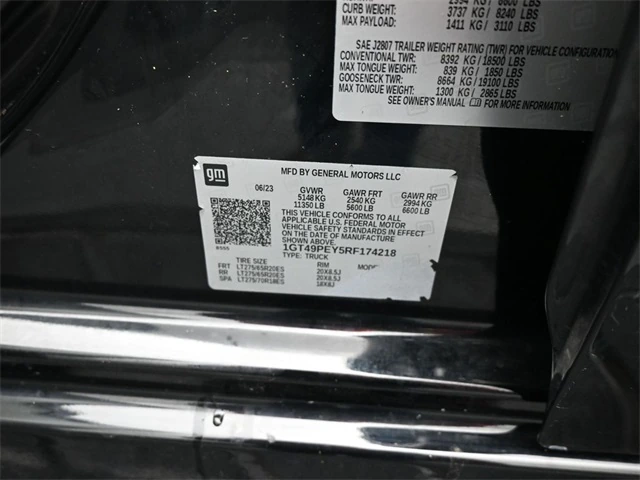 2994 KG / 6600 LBS
CURB WEIGHT: 3737 KG / 8240 LBS
MAX PAYLOAD: 1411 KG / 3110 LBS
SAE J2807 TRAILER WEIGHT RATING (TWR) FOR VEHICLE CONFIGURATION
CONVENTIONAL TWR: 8392 KG / 18500 LBS
MAX TONGUE WEIGHT: 839 KG / 1850 LBS
GOOSENECK TWR: 8664 KG / 19100 LBS
MAX TONGUE WEIGHT: 1300 KG / 2865 LBS
SEE OWNER'S MANUAL FOR MORE INFORMATION
gm MFD BY GENERAL MOTORS LLC
06/23 GVWR GAWR FRT GAWR RR
5148 KG 2540 KG 2994 KG
11350 LB 5600 LB 6600 LB
THIS VEHICLE CONFORMS TO ALL
APPLICABLE U.S. FEDERAL MOTOR
VEHICLE SAFETY STANDARDS IN EFFECT
ON THE DATE OF MANUFACTURE
SHOWN ABOVE.
1GT49PEY5RF174218
TYPE: TRUCK
TIRE SIZE RIM
FRT LT275/65R20ES 20X8.5J
RR LT275/65R20ES 20X8.5J
SPA LT275/70R18ES 18X8J